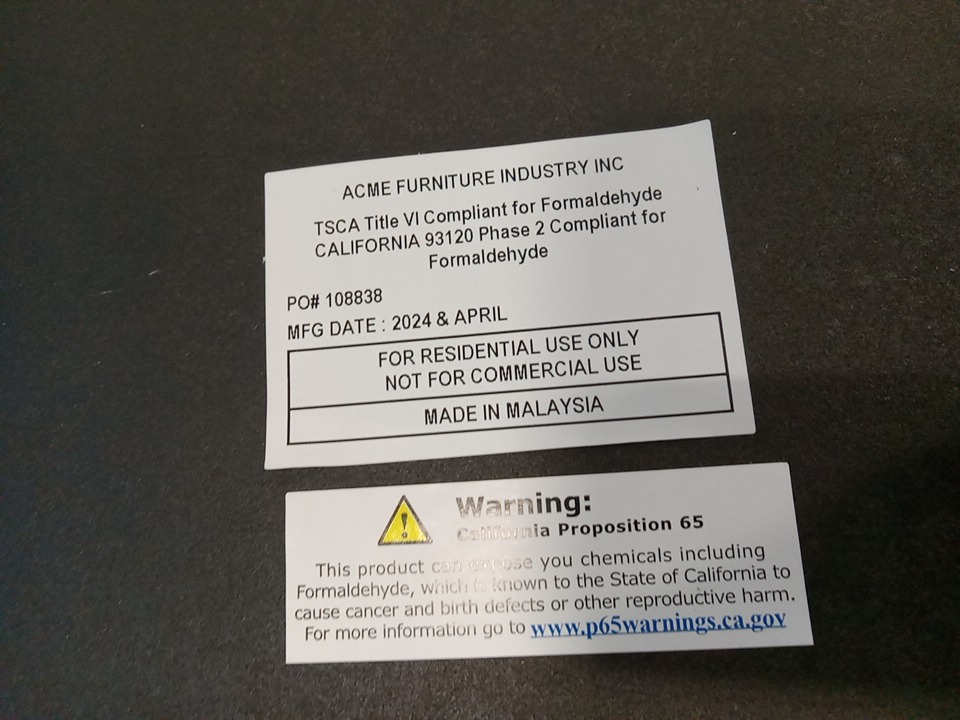 ACME FURNITURE INDUSTRY INC
TSCA Title VI Compliant for Formaldehyde
CALIFORNIA 93120 Phase 2 Compliant for
Formaldehyde
PO# 108838
MFG DATE : 2024 & APRIL
FOR RESIDENTIAL USE ONLY
NOT FOR COMMERCIAL USE
MADE IN MALAYSIA
Warning:
California Proposition 65
This product can expose you chemicals including
Formaldehyde, which is known to the State of California to
cause cancer and birth defects or other reproductive harm.
For more information go to www.p65warnings.ca.gov